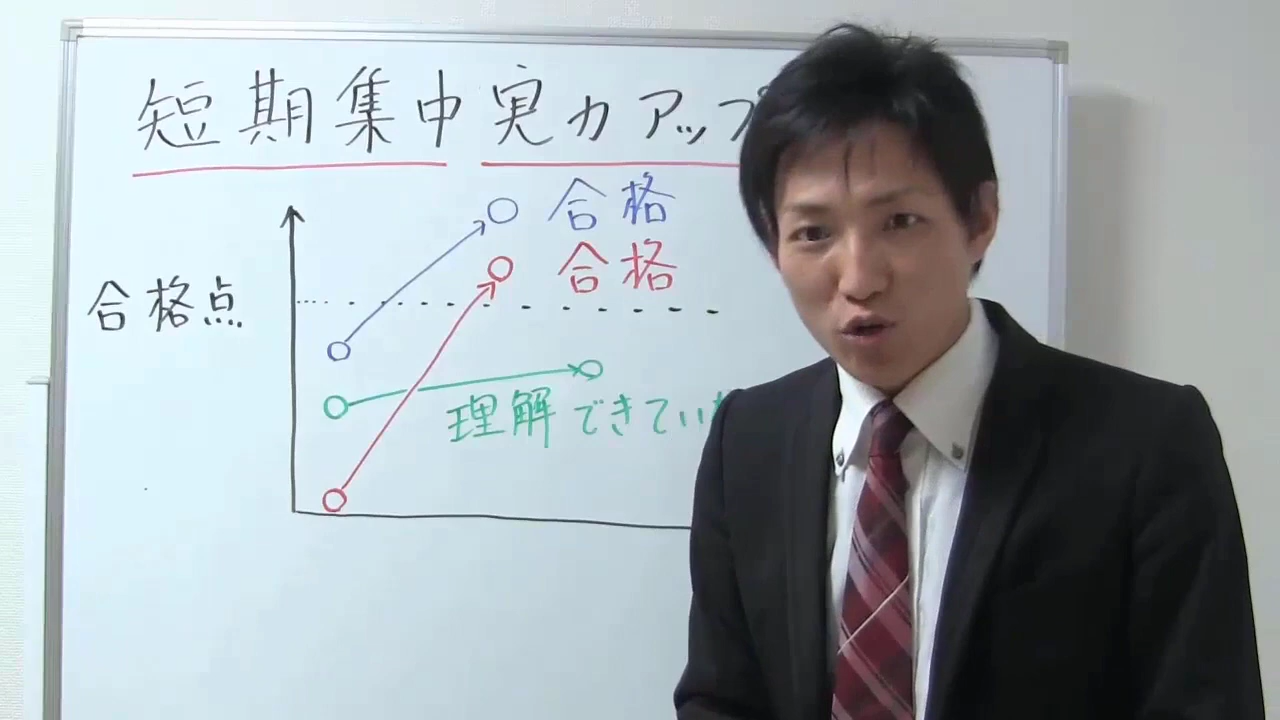 短期集中実力アップ
合格
合格
合格点
理解できてい